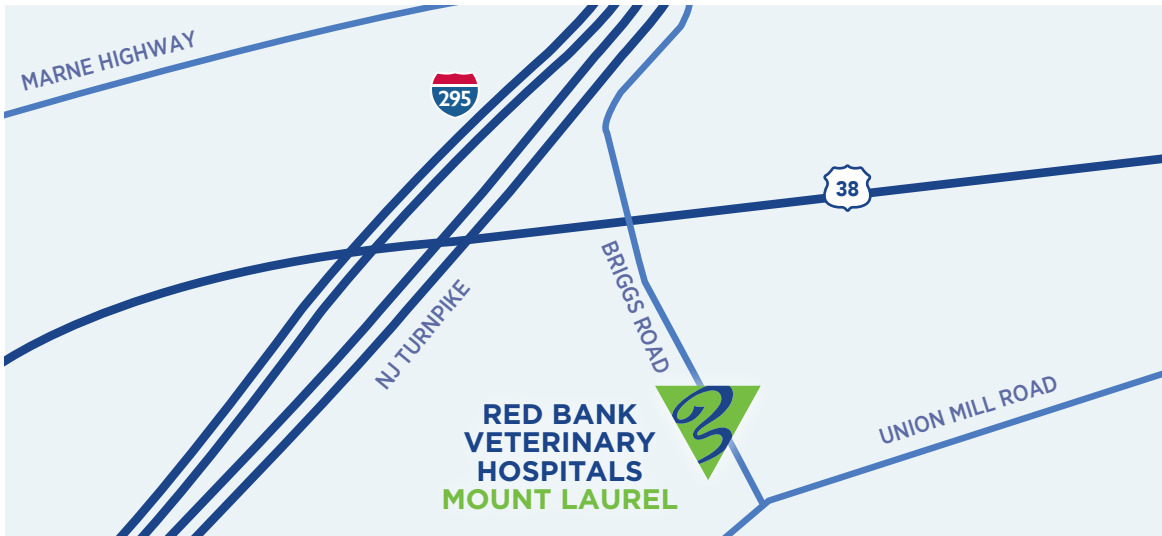 MARNE HIGHWAY
295
38
BRIGGS ROAD
NJ TURNPIKE
RED BANK
VETERINARY
HOSPITALS
MOUNT LAUREL
UNION MILL ROAD